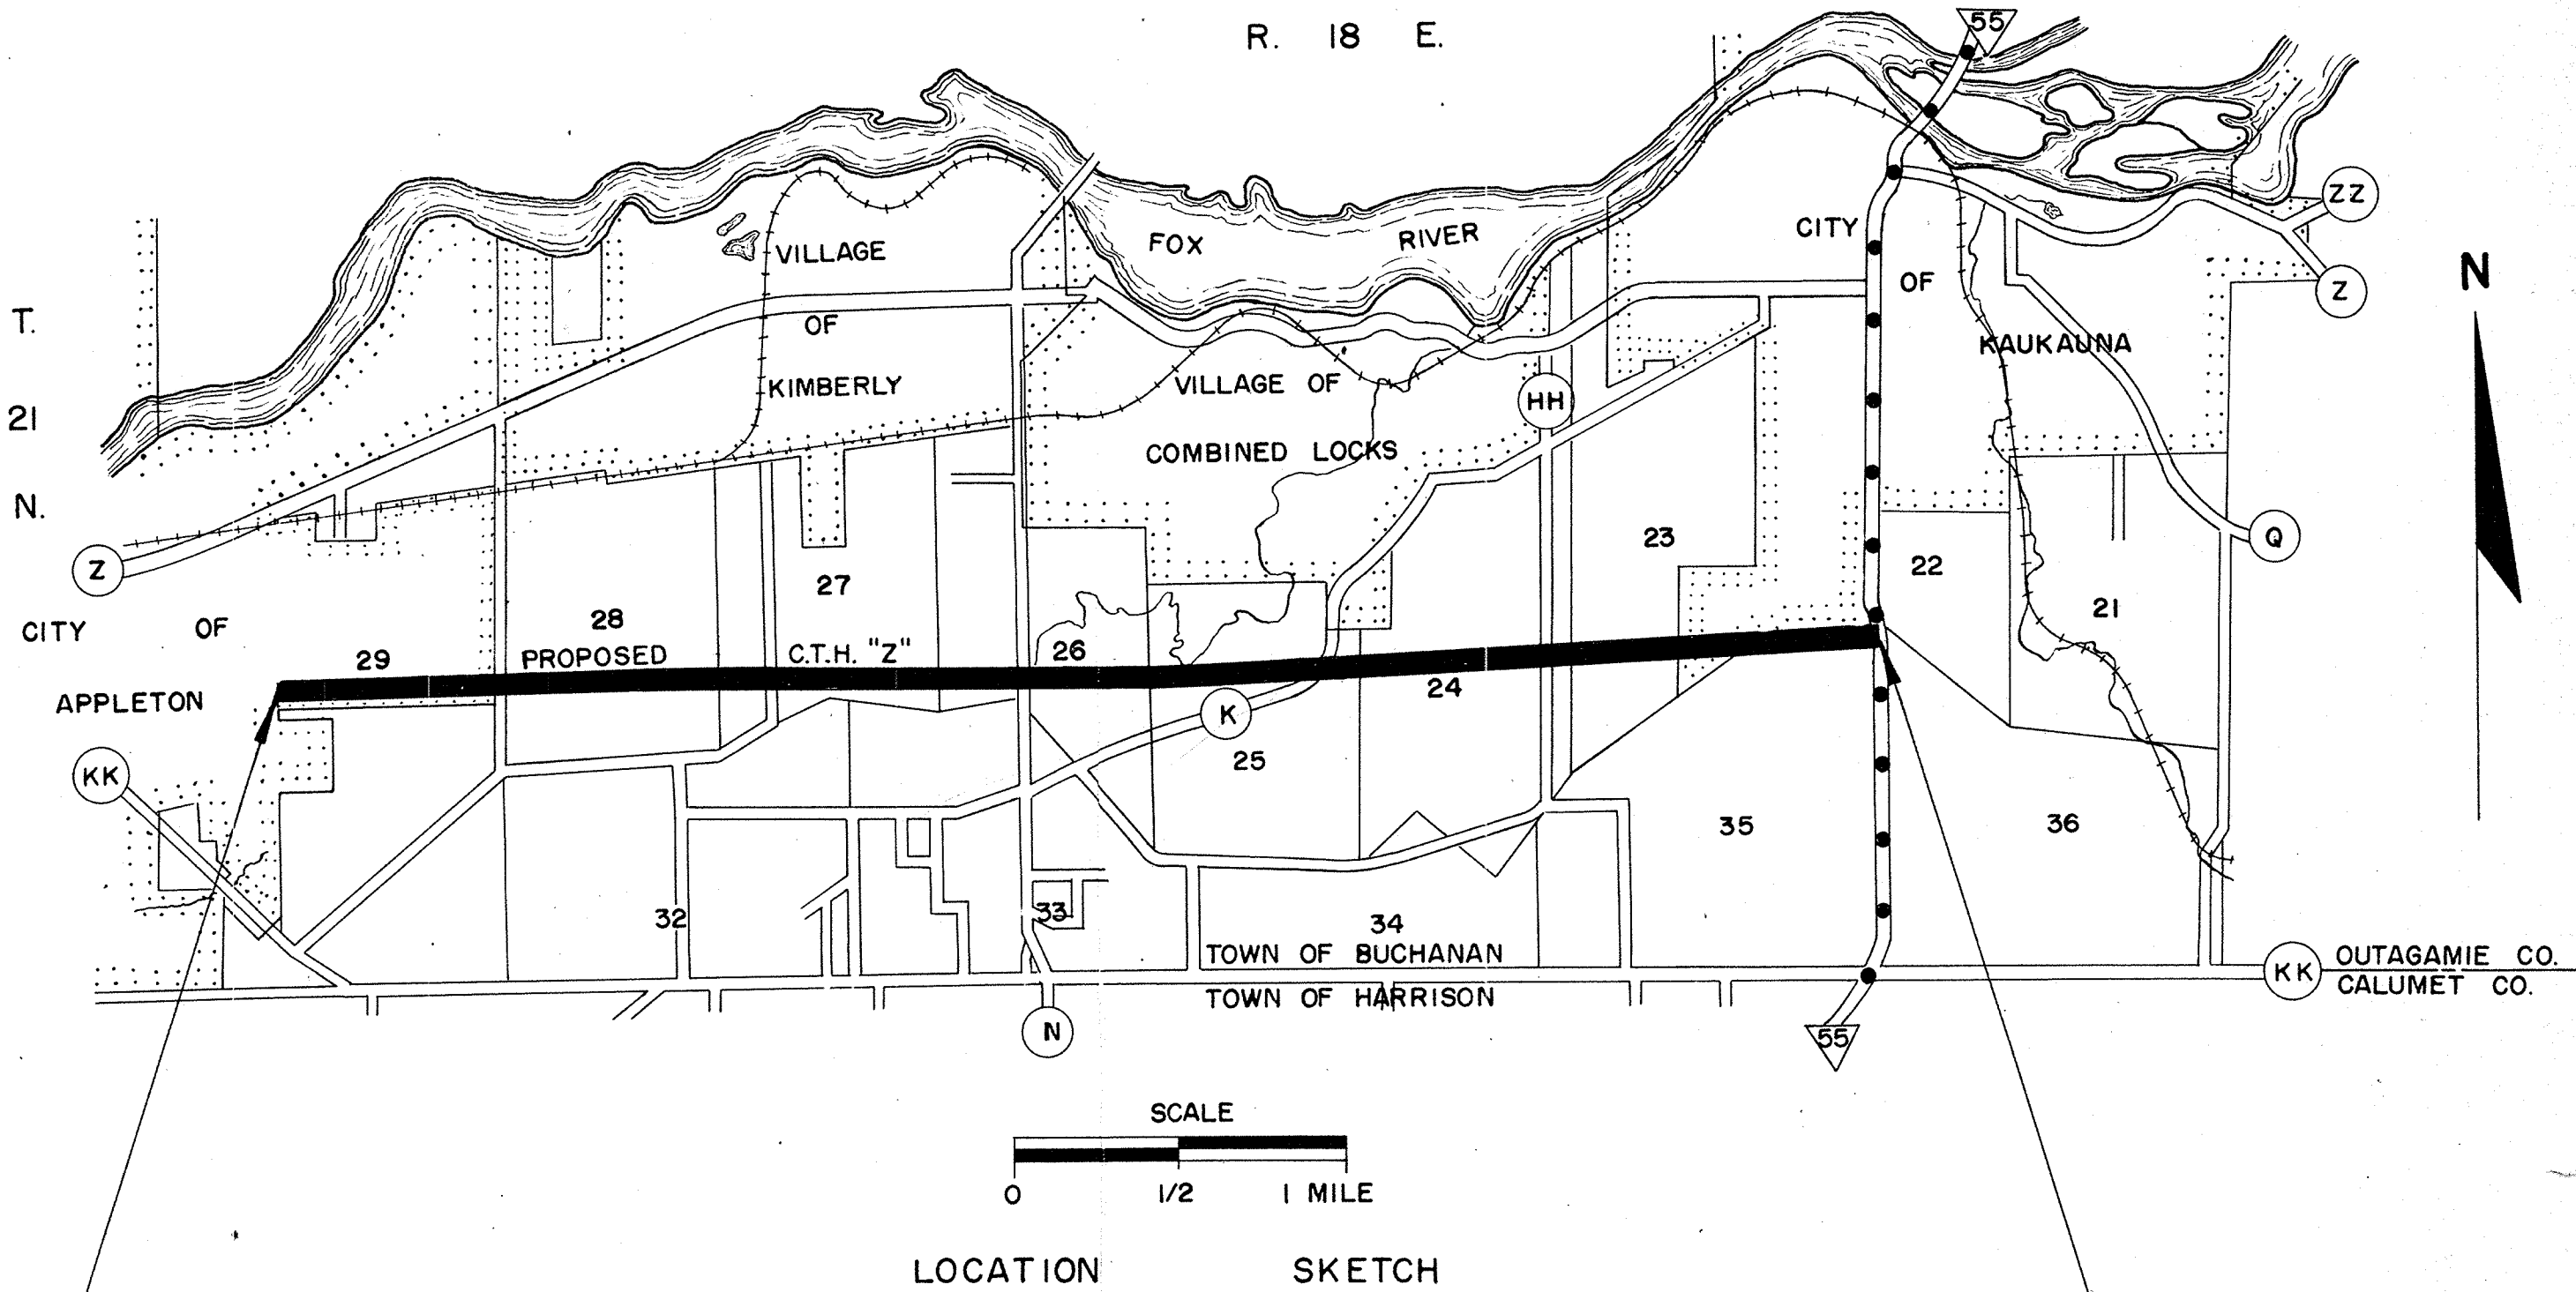 R. 18 E.
55
ZZ
CITY
VILLAGE
FOX RIVER
OF
Z
N
T.
OF
KAUKAUNA
KIMBERLY
VILLAGE OF
HH
21
COMBINED LOCKS
N.
23
Q
Z
22
27
28
21
CITY OF
PROPOSED C.T.H. "Z"
26
29
24
APPLETON
K
25
KK
35
36
32
33
34
TOWN OF BUCHANAN
KK
OUTAGAMIE CO.
TOWN OF HARRISON
CALUMET CO.
N
55
SCALE
0 1/2 1 MILE
LOCATION SKETCH